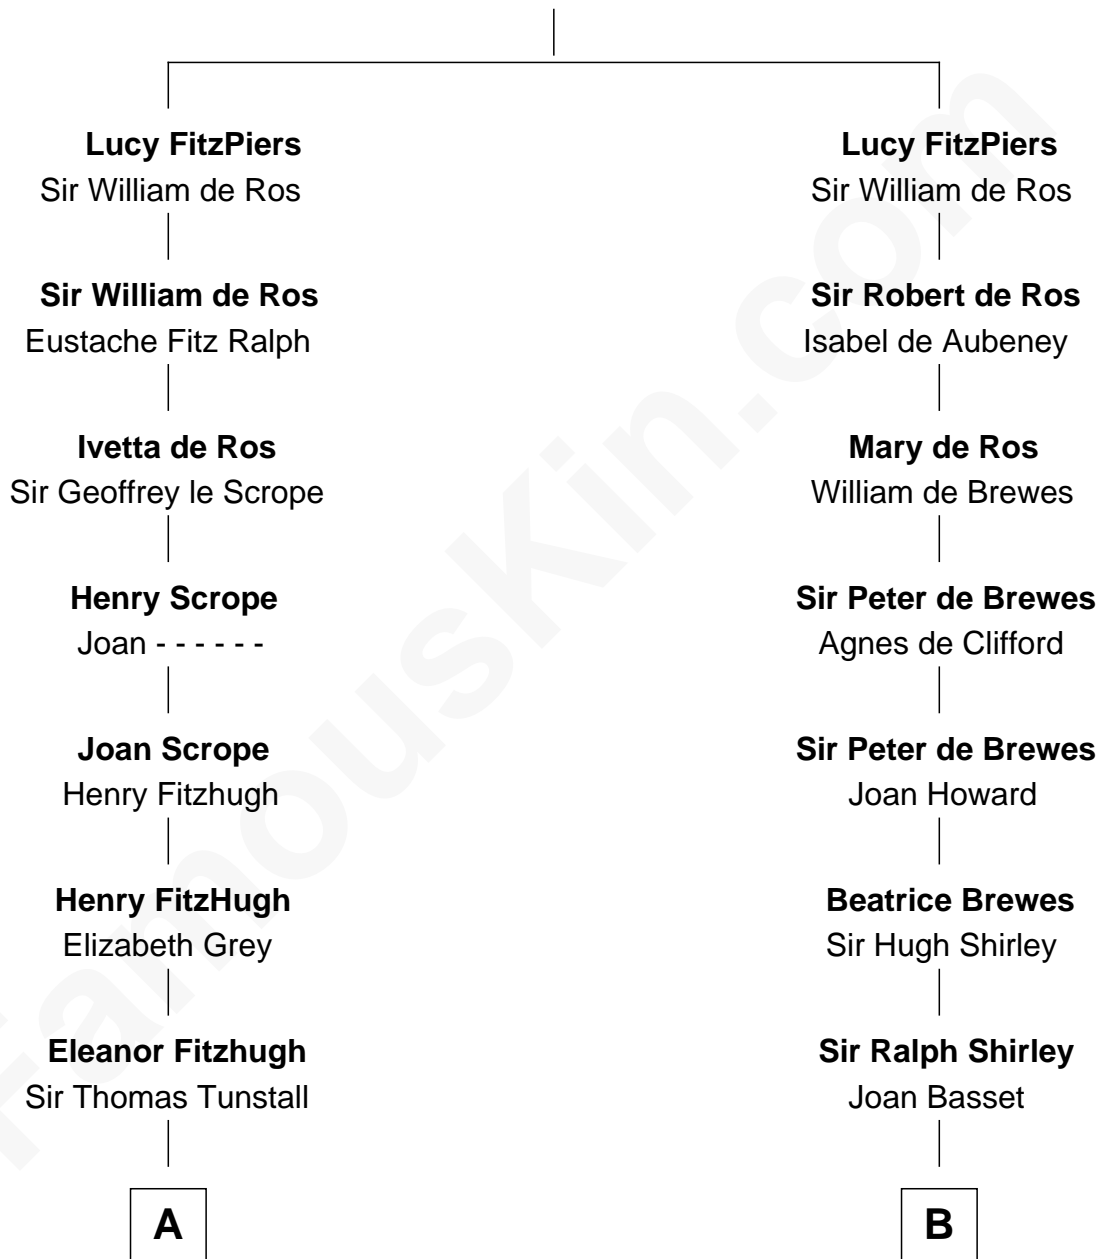 Lucy FitzPiers
Sir William de Ros
Sir William de Ros
Eustache Fitz Ralph
Ivetta de Ros
Sir Geoffrey le Scrope
Henry Scrope
Joan - - - - - -
Joan Scrope
Henry Fitzhugh
Henry FitzHugh
Elizabeth Grey
Eleanor Fitzhugh
Sir Thomas Tunstall
A
Lucy FitzPiers
Sir William de Ros
Sir Robert de Ros
Isabel de Aubeney
Mary de Ros
William de Brewes
Sir Peter de Brewes
Agnes de Clifford
Sir Peter de Brewes
Joan Howard
Beatrice Brewes
Sir Hugh Shirley
Sir Ralph Shirley
Joan Basset
B
FamousKin.com